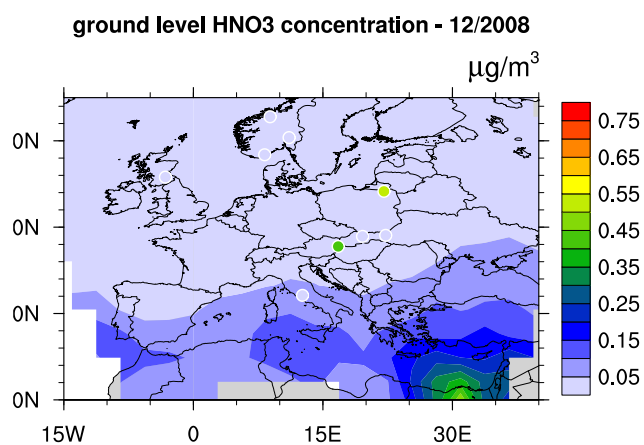 ground level HNO3 concentration - 12/2008
μg/m³
0N
0N
0N
0N
15W 0 15E 30E
0.75
0.65
0.55
0.45
0.35
0.25
0.15
0.05